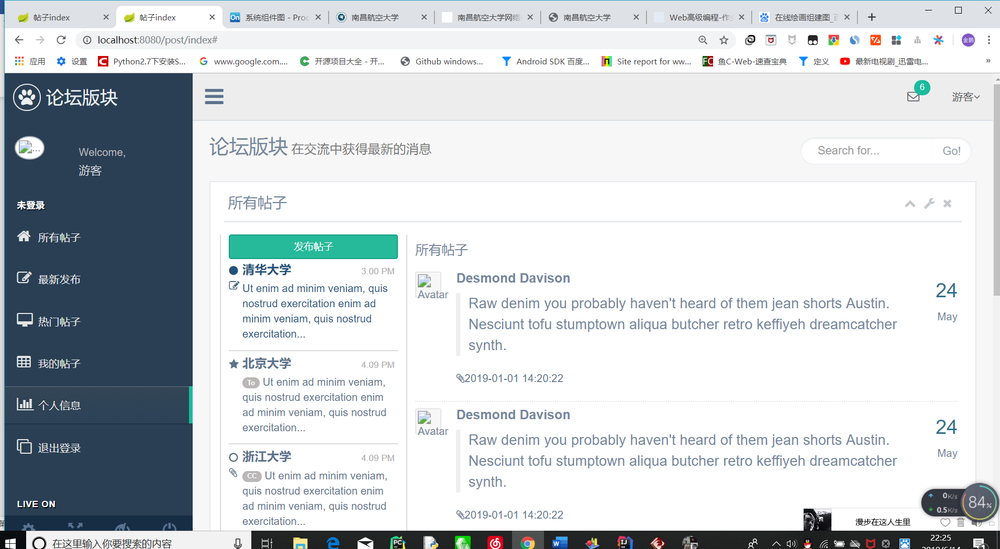 帖子index
帖子index
On 系统组件图 - Proc
南昌航空大学
南昌航空大学网络
南昌航空大学
Web高级编程-作业
在线绘画组建图_百
localhost:8080/post/index#
金鹏
应用
设置
Python2.7下安装S...
www.google.com....
开源项目大全 - 开...
Github windows...
Android SDK 百度...
Site report for ww...
FC 鱼C-Web-速查宝典
定义
最新电视剧_迅雷电...
»
论坛版块
6
游客
...
Welcome,
游客
未登录
所有帖子
最新发布
热门帖子
我的帖子
个人信息
退出登录
LIVE ON
论坛版块 在交流中获得最新的消息
Search for...
Go!
所有帖子
发布帖子
清华大学 3.00 PM
Ut enim ad minim veniam, quis
nostrud exercitation enim ad
minim veniam, quis nostrud
exercitation...
北京大学 4.09 PM
To Ut enim ad minim veniam,
quis nostrud exercitation enim
ad minim veniam, quis nostrud
exercitation...
浙江大学 4.09 PM
CC Ut enim ad minim veniam,
quis nostrud exercitation enim
ad minim veniam, quis nostrud
exercitation...
所有帖子
Avatar
Desmond Davison
Raw denim you probably haven't heard of them jean shorts Austin.
Nesciunt tofu stumptown aliqua butcher retro keffiyeh dreamcatcher
synth.
24
May
2019-01-01 14:20:22
Avatar
Desmond Davison
Raw denim you probably haven't heard of them jean shorts Austin.
Nesciunt tofu stumptown aliqua butcher retro keffiyeh dreamcatcher
synth.
24
May
2019-01-01 14:20:22
0K/s
0.5K/s
84%
漫步在这人生里
在这里输入你要搜索的内容
PC
W
IJ
22:25
2019/6/14
1